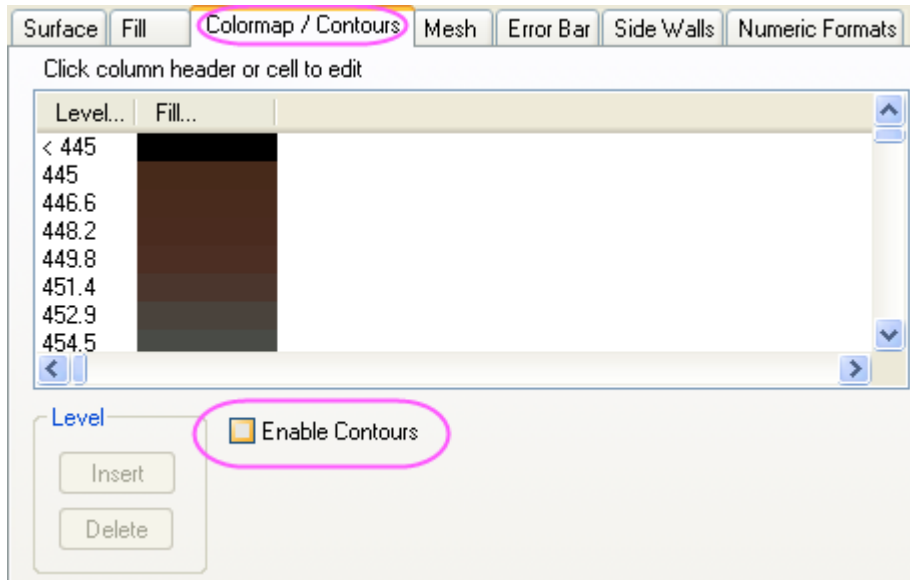 Surface Fill Colormap / Contours Mesh Error Bar Side Walls Numeric Formats
Click column header or cell to edit
Level... Fill...
< 445
445
446.6
448.2
449.8
451.4
452.9
454.5
Level
Enable Contours
Insert
Delete